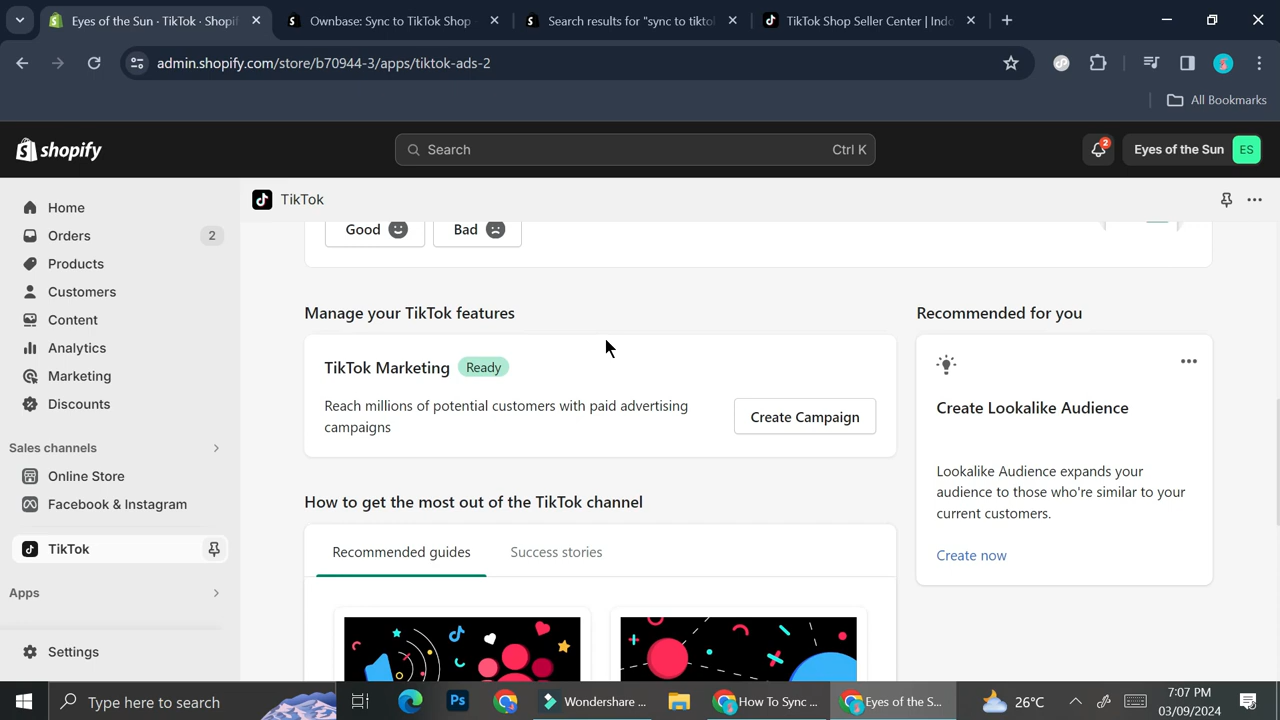 Eyes of the Sun · TikTok · Shopif
Ownbase: Sync to TikTok Shop -
Search results for "sync to tiktol
TikTok Shop Seller Center | Indo
admin.shopify.com/store/b70944-3/apps/tiktok-ads-2
All Bookmarks
shopify
Search
Ctrl K
2
Eyes of the Sun
ES
Home
Orders
2
Products
Customers
Content
Analytics
Marketing
Discounts
Sales channels
Online Store
Facebook & Instagram
TikTok
Apps
Settings
TikTok
Good
Bad
Manage your TikTok features
TikTok Marketing
Ready
Reach millions of potential customers with paid advertising
campaigns
Create Campaign
How to get the most out of the TikTok channel
Recommended guides
Success stories
Recommended for you
Create Lookalike Audience
Lookalike Audience expands your
audience to those who're similar to your
current customers.
Create now
Type here to search
Ps
Wondershare ...
How To Sync ...
Eyes of the S...
26°C
7:07 PM
03/09/2024